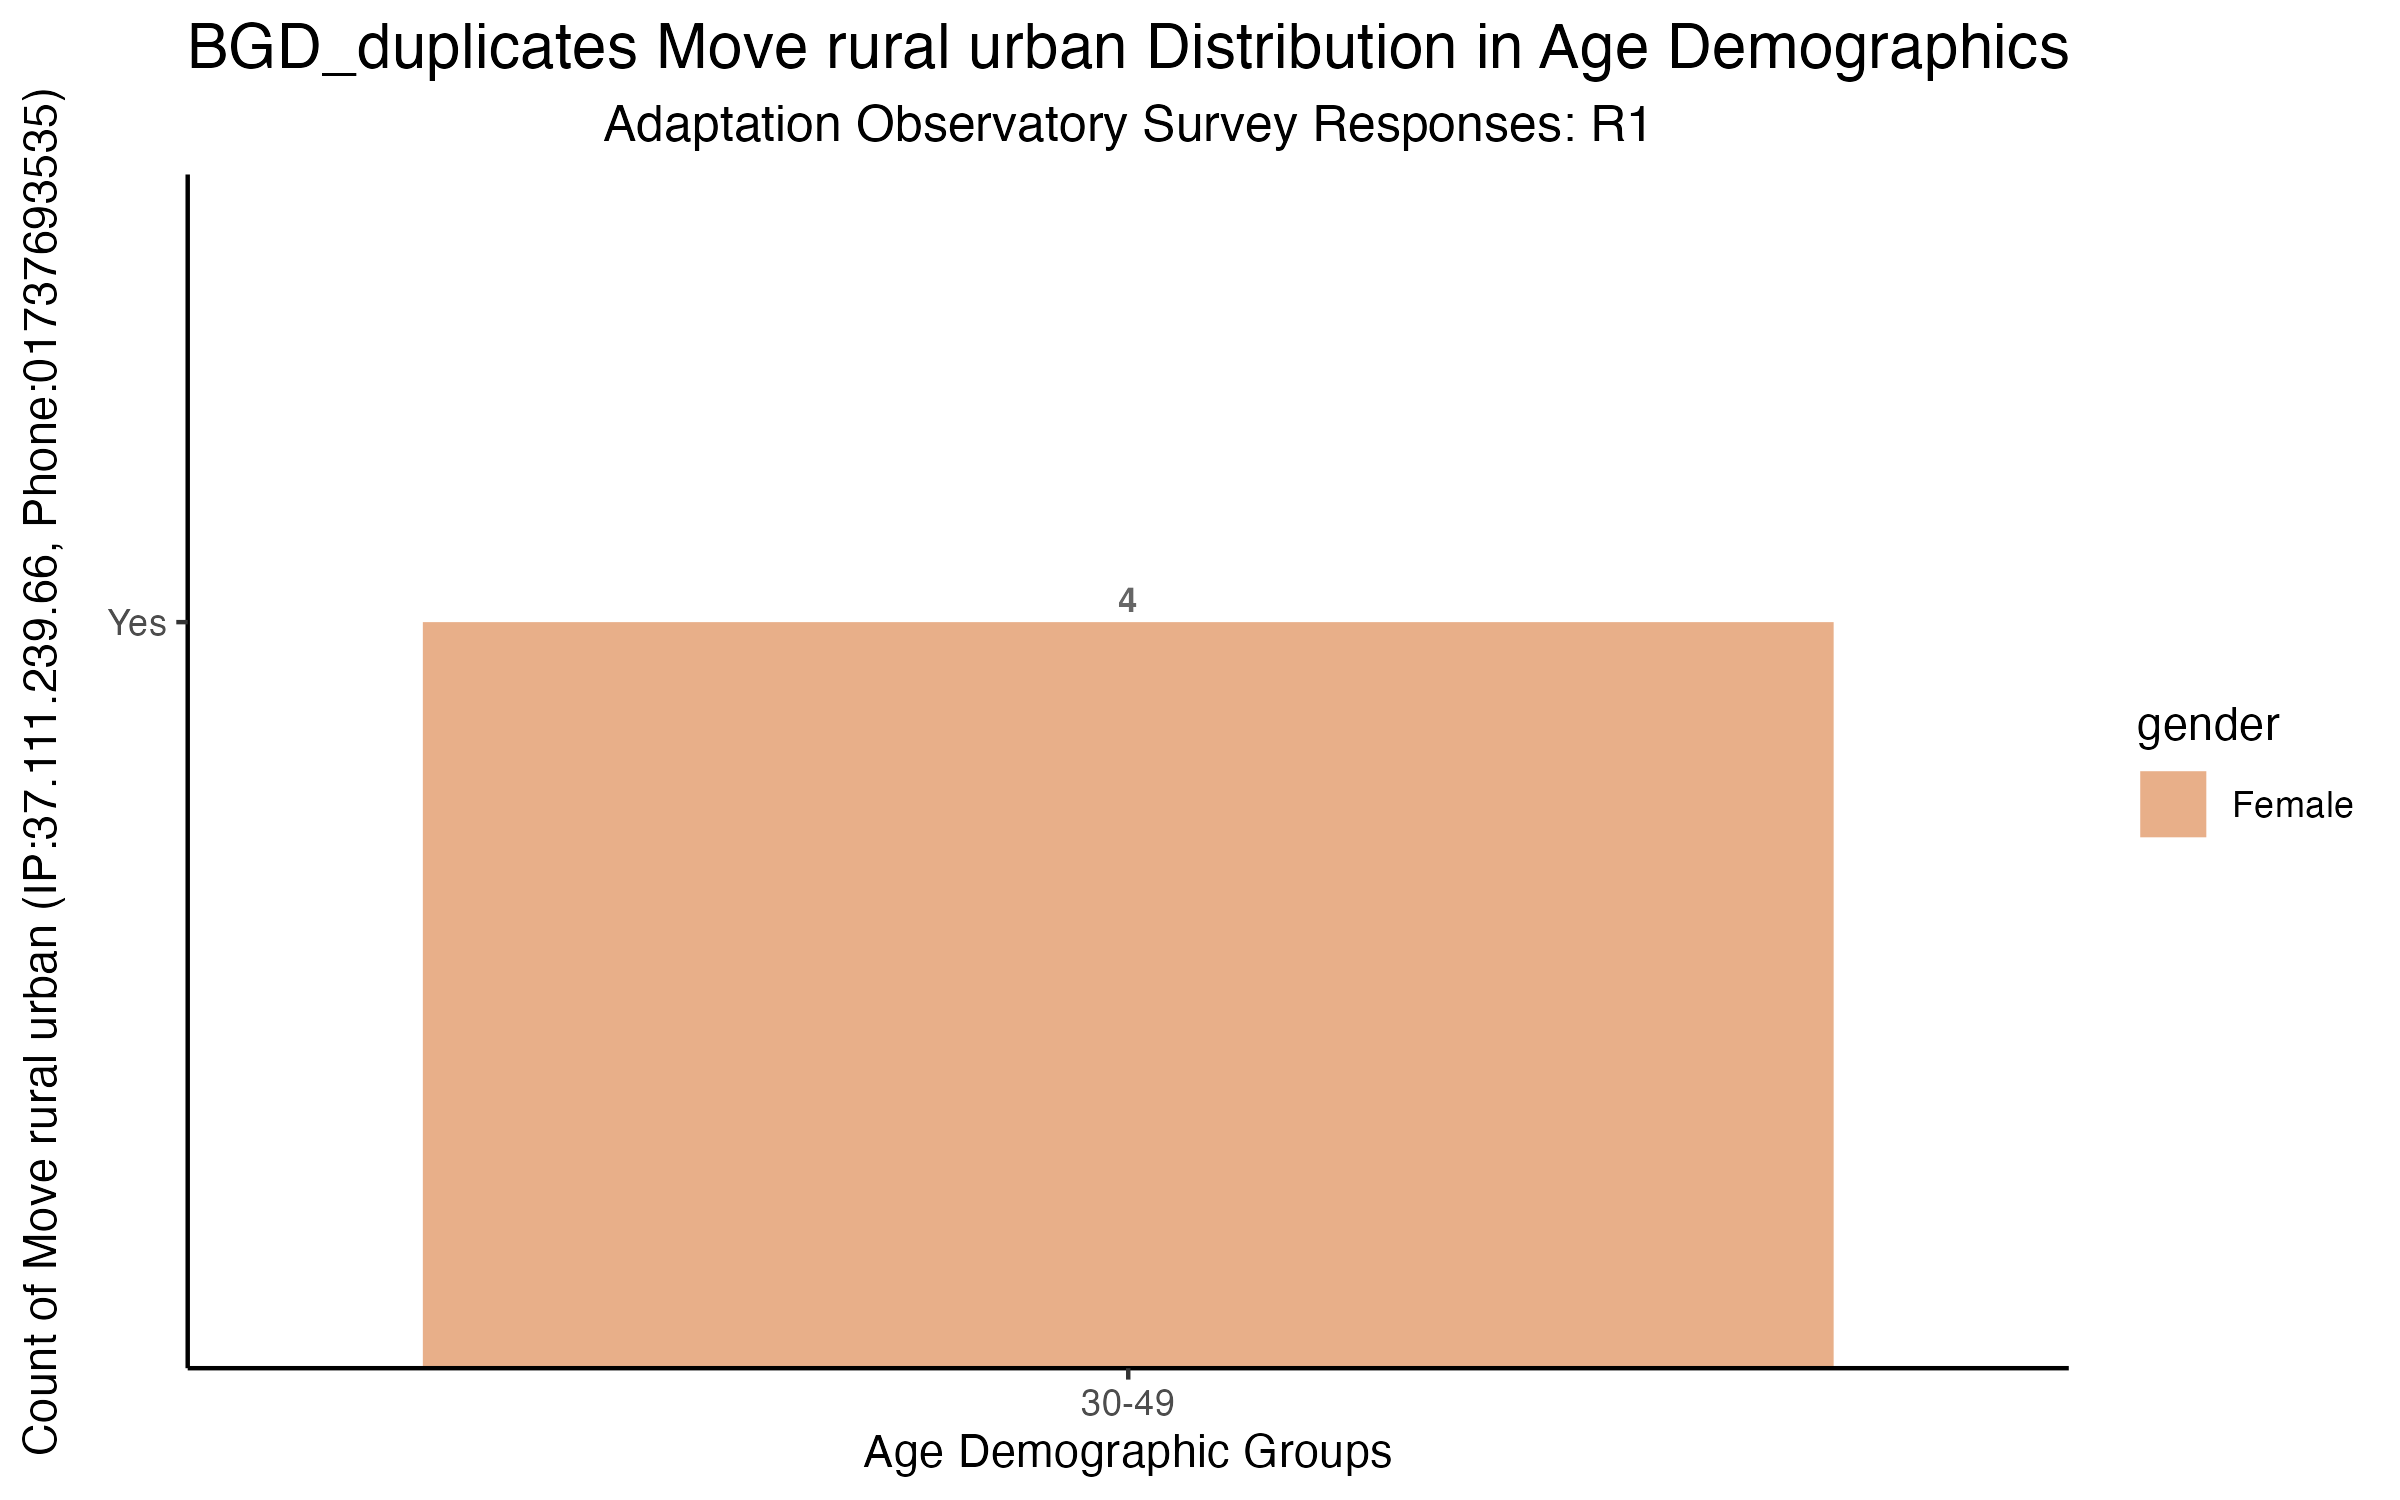 BGD_duplicates Move rural urban Distribution in Age Demographics
Adaptation Observatory Survey Responses: R1
Count of Move rural urban (IP:37.111.239.66, Phone:01737693535)
Yes
4
30-49
Age Demographic Groups
gender
Female